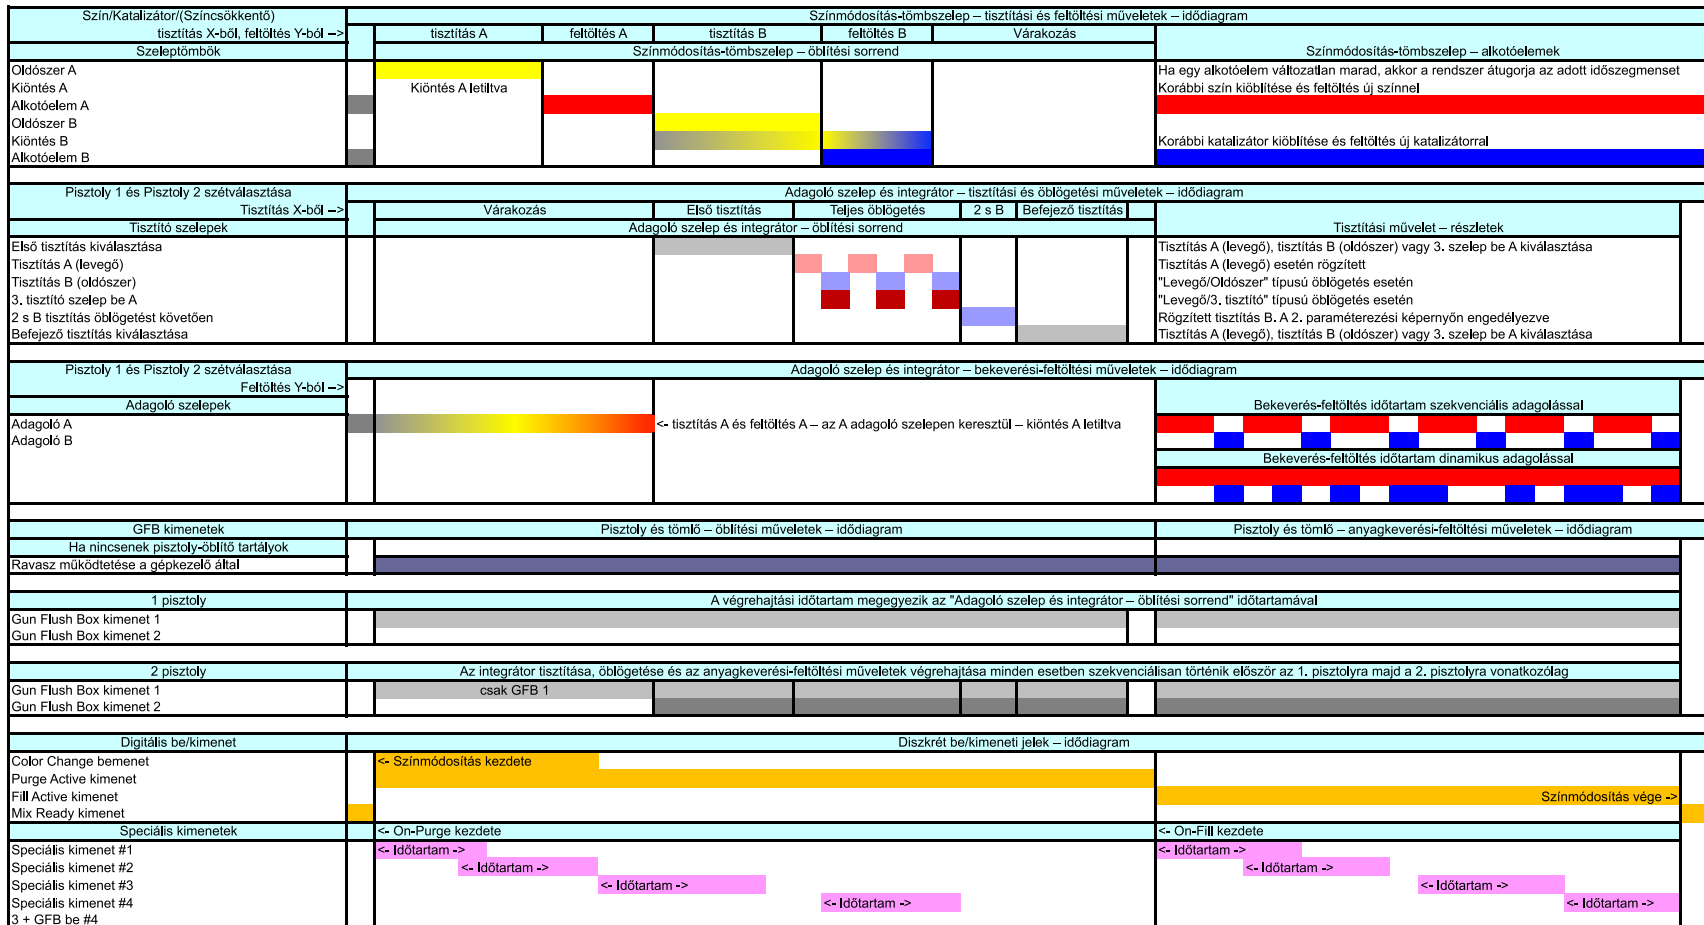 Szín/Katalizátor/(Színcsökkentő)
Színmódosítás-tömbszelep – tisztítási és feltöltési műveletek – idődiagram
tisztítás X-ből, feltöltés Y-ból –>
tisztítás A
feltöltés A
tisztítás B
feltöltés B
Várakozás
Szeleptömbök
Színmódosítás-tömbszelep – öblítési sorrend
Színmódosítás-tömbszelep – alkotóelemek
Oldószer A
Ha egy alkotóelem változatlan marad, akkor a rendszer átugorja az adott időszegmenset
Kiöntés A
Kiöntés A letiltva
Korábbi szín kiöblítése és feltöltés új színnel
Alkotóelem A
Oldószer B
Kiöntés B
Korábbi katalizátor kiöblítése és feltöltés új katalizátorral
Alkotóelem B
Pisztoly 1 és Pisztoly 2 szétválasztása
Adagoló szelep és integrátor – tisztítási és öblögetési műveletek – idődiagram
Tisztítás X-ből –>
Várakozás
Első tisztítás
Teljes öblögetés
2 s B
Befejező tisztítás
Tisztító szelepek
Adagoló szelep és integrátor – öblítési sorrend
Tisztítási művelet – részletek
Első tisztítás kiválasztása
Tisztítás A (levegő), tisztítás B (oldószer) vagy 3. szelep be A kiválasztása
Tisztítás A (levegő)
Tisztítás A (levegő) esetén rögzített
Tisztítás B (oldószer)
"Levegő/Oldószer" típusú öblögetés esetén
3. tisztító szelep be A
"Levegő/3. tisztító" típusú öblögetés esetén
2 s B tisztítás öblögetést követően
Rögzített tisztítás B. A 2. paraméterezési képernyőn engedélyezve
Befejező tisztítás kiválasztása
Tisztítás A (levegő), tisztítás B (oldószer) vagy 3. szelep be A kiválasztása
Pisztoly 1 és Pisztoly 2 szétválasztása
Adagoló szelep és integrátor – bekeverési-feltöltési műveletek – idődiagram
Feltöltés Y-ból –>
Adagoló szelepek
Bekeverés-feltöltés időtartam szekvenciális adagolással
Adagoló A
<- tisztítás A és feltöltés A – az A adagoló szelepen keresztül – kiöntés A letiltva
Adagoló B
Bekeverés-feltöltés időtartam dinamikus adagolással
GFB kimenetek
Pisztoly és tömlő – öblítési műveletek – idődiagram
Pisztoly és tömlő – anyagkeverési-feltöltési műveletek – idődiagram
Ha nincsenek pisztoly-öblítő tartályok
Ravasz működtetése a gépkezelő által
1 pisztoly
A végrehajtási időtartam megegyezik az "Adagoló szelep és integrátor – öblítési sorrend" időtartamával
Gun Flush Box kimenet 1
Gun Flush Box kimenet 2
2 pisztoly
Az integrátor tisztítása, öblögetése és az anyagkeverési-feltöltési műveletek végrehajtása minden esetben szekvenciálisan történik először az 1. pisztolyra majd a 2. pisztolyra vonatkozólag
Gun Flush Box kimenet 1
csak GFB 1
Gun Flush Box kimenet 2
Digitális be/kimenet
Diszkrét be/kimeneti jelek – idődiagram
Color Change bemenet
<- Színmódosítás kezdete
Purge Active kimenet
Fill Active kimenet
Színmódosítás vége ->
Mix Ready kimenet
Speciális kimenetek
<- On-Purge kezdete
<- On-Fill kezdete
Speciális kimenet #1
<- Időtartam ->
<- Időtartam ->
Speciális kimenet #2
<- Időtartam ->
<- Időtartam ->
Speciális kimenet #3
<- Időtartam ->
<- Időtartam ->
Speciális kimenet #4
<- Időtartam ->
<- Időtartam ->
3 + GFB be #4